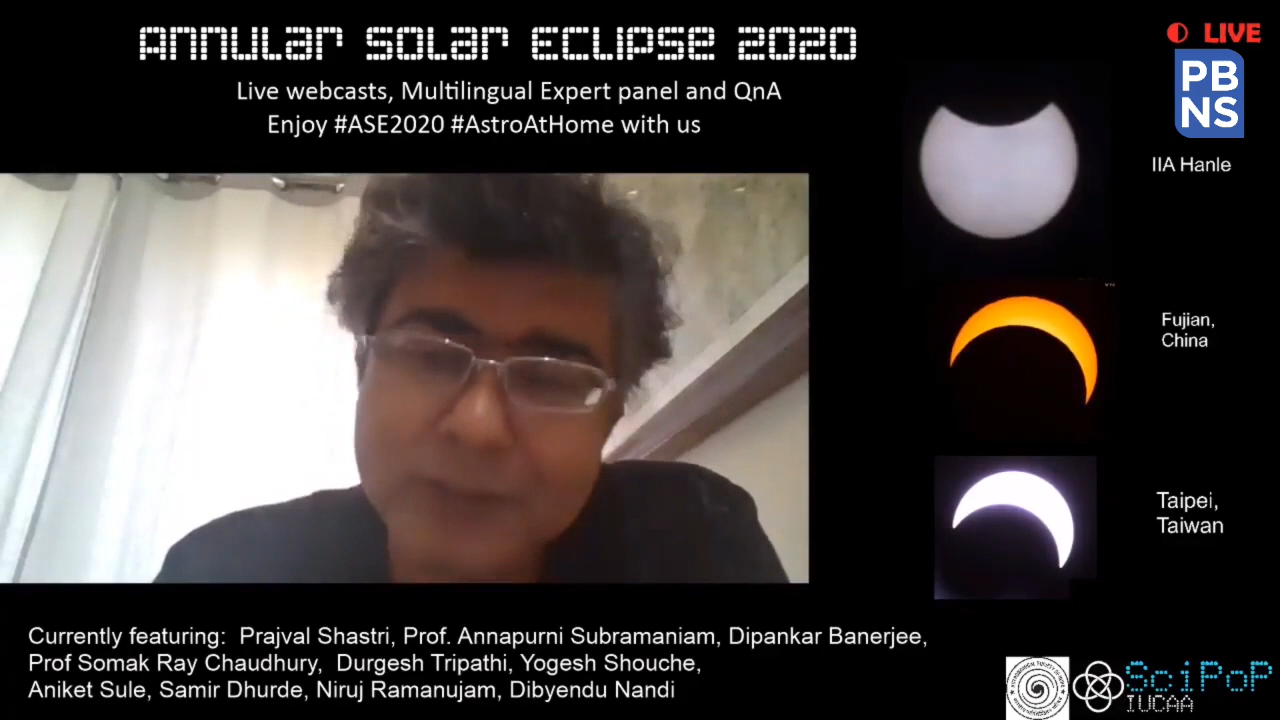 Annular Solar Eclipse 2020
Live webcasts, Multilingual Expert panel and QnA
Enjoy #ASE2020 #AstroAtHome with us
LIVE
PB
NS
IIA Hanle
Fujian,
China
Taipei,
Taiwan
Currently featuring: Prajval Shastri, Prof. Annapurni Subramaniam, Dipankar Banerjee,
Prof Somak Ray Chaudhury, Durgesh Tripathi, Yogesh Shouche,
Aniket Sule, Samir Dhurde, Niruj Ramanujam, Dibyendu Nandi
SciPoP
IUCAA